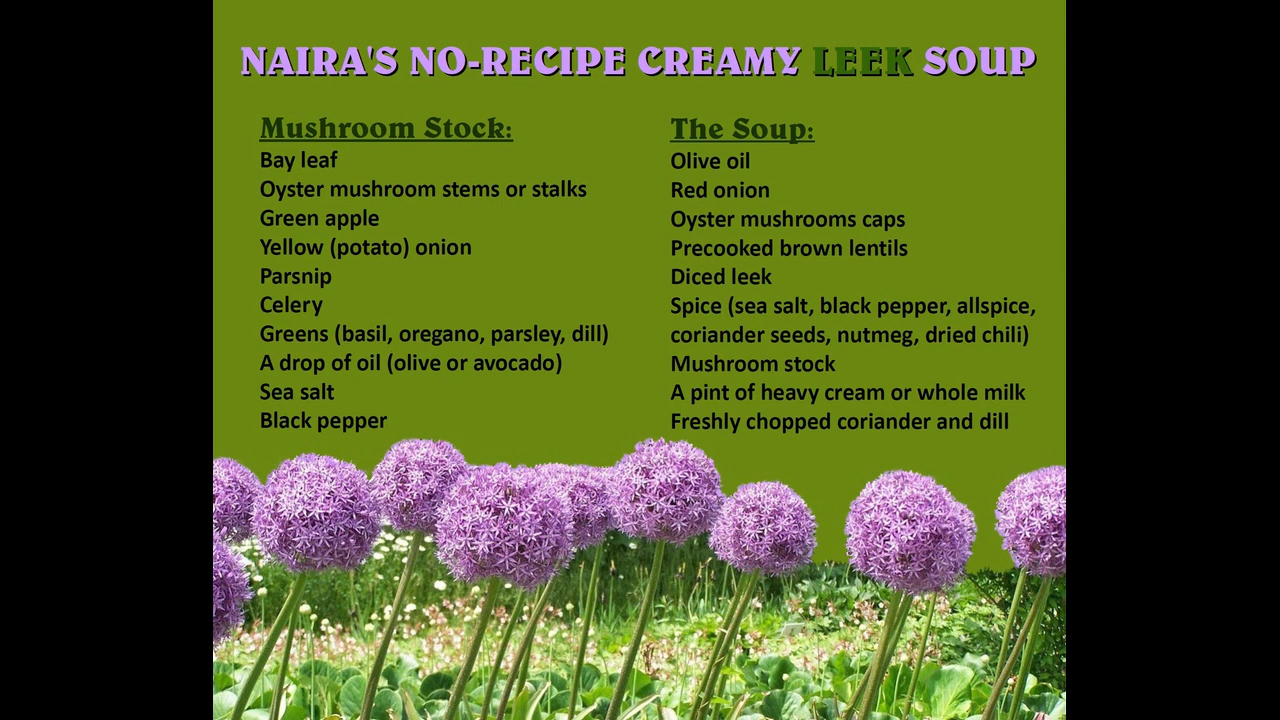 NAIRA'S NO-RECIPE CREAMY LEEK SOUP
Mushroom Stock:
Bay leaf
Oyster mushroom stems or stalks
Green apple
Yellow (potato) onion
Parsnip
Celery
Greens (basil, oregano, parsley, dill)
A drop of oil (olive or avocado)
Sea salt
Black pepper
The Soup:
Olive oil
Red onion
Oyster mushrooms caps
Precooked brown lentils
Diced leek
Spice (sea salt, black pepper, allspice,
coriander seeds, nutmeg, dried chili)
Mushroom stock
A pint of heavy cream or whole milk
Freshly chopped coriander and dill